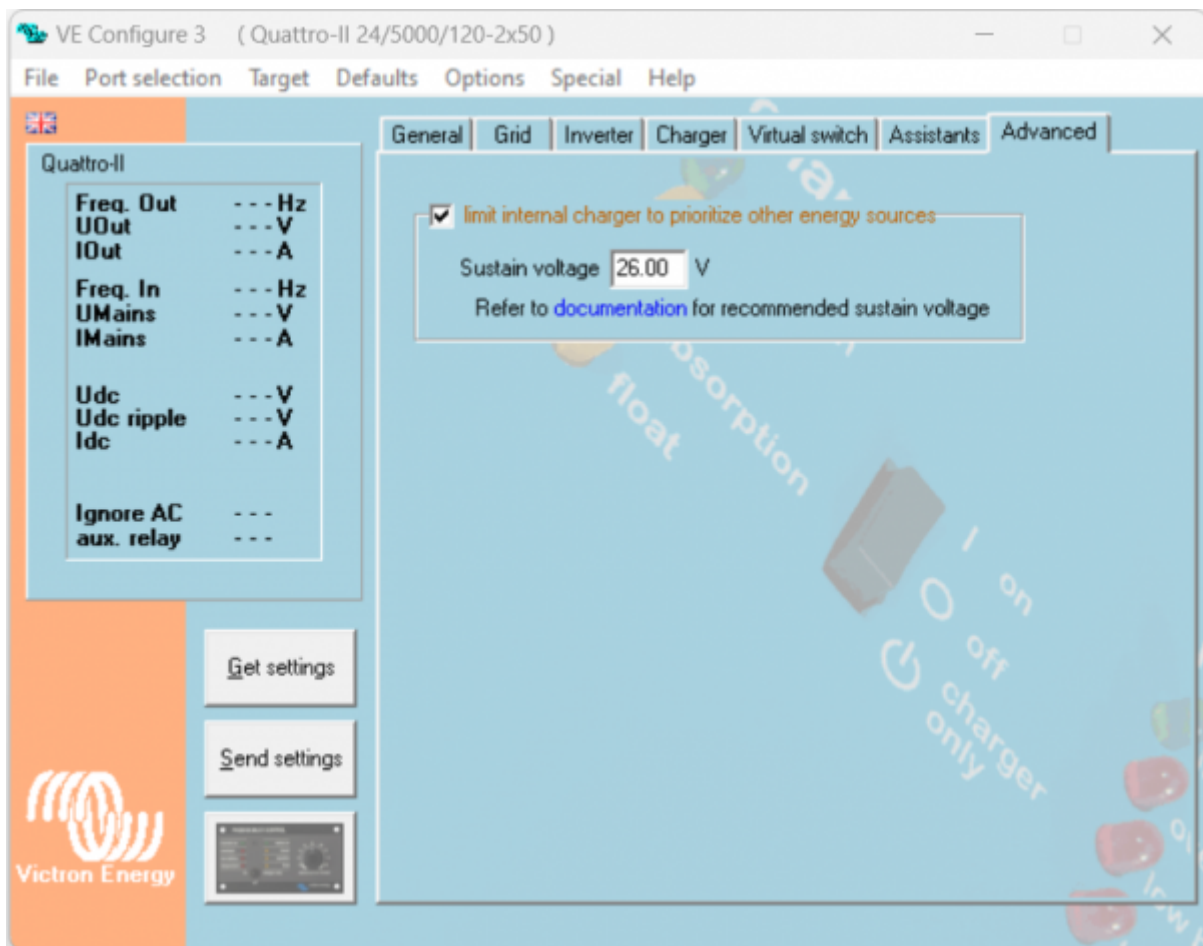 VE Configure 3 ( Quattro-II 24/5000/120-2x50 )
File Port selection Target Defaults Options Special Help
General Grid Inverter Charger Virtual switch Assistants Advanced
Quattro-II
Freq. Out - - - Hz
UOut - - - V
IOut - - - A
Freq. In - - - Hz
UMains - - - V
IMains - - - A
Udc - - - V
Udc ripple - - - V
Idc - - - A
Ignore AC - - -
aux. relay - - -
limit internal charger to prioritize other energy sources
Sustain voltage 26.00 V
Refer to documentation for recommended sustain voltage
float
on
off
charger
only
Get settings
Send settings
Victron Energy